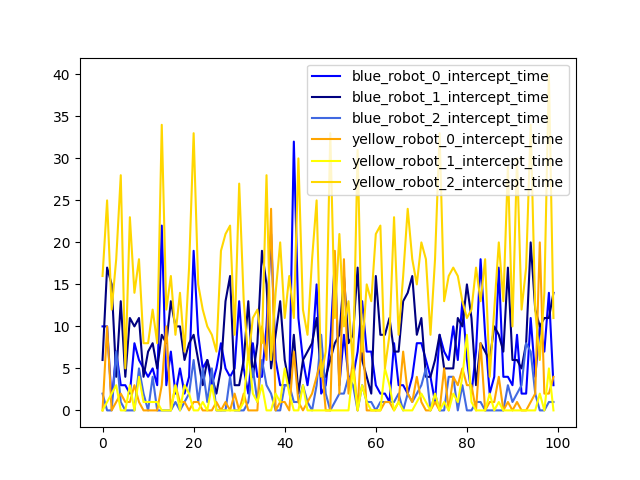 blue_robot_0_intercept_time
blue_robot_1_intercept_time
blue_robot_2_intercept_time
yellow_robot_0_intercept_time
yellow_robot_1_intercept_time
yellow_robot_2_intercept_time
40
35
30
25
20
15
10
5
0
0 20 40 60 80 100